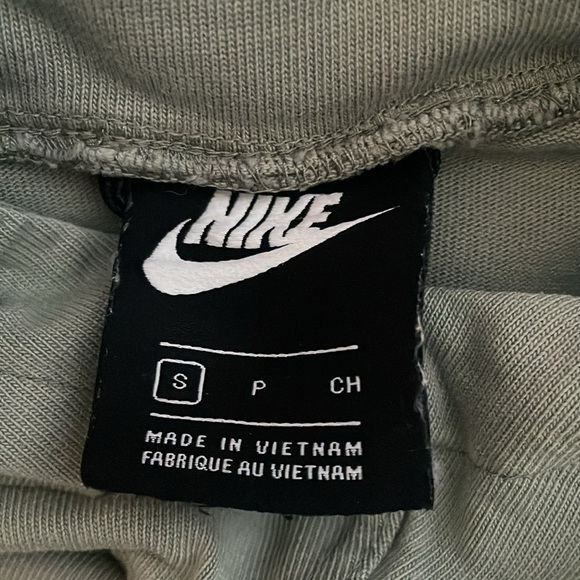 NIKE
S P CH
MADE IN VIETNAM
FABRIQUE AU VIETNAM